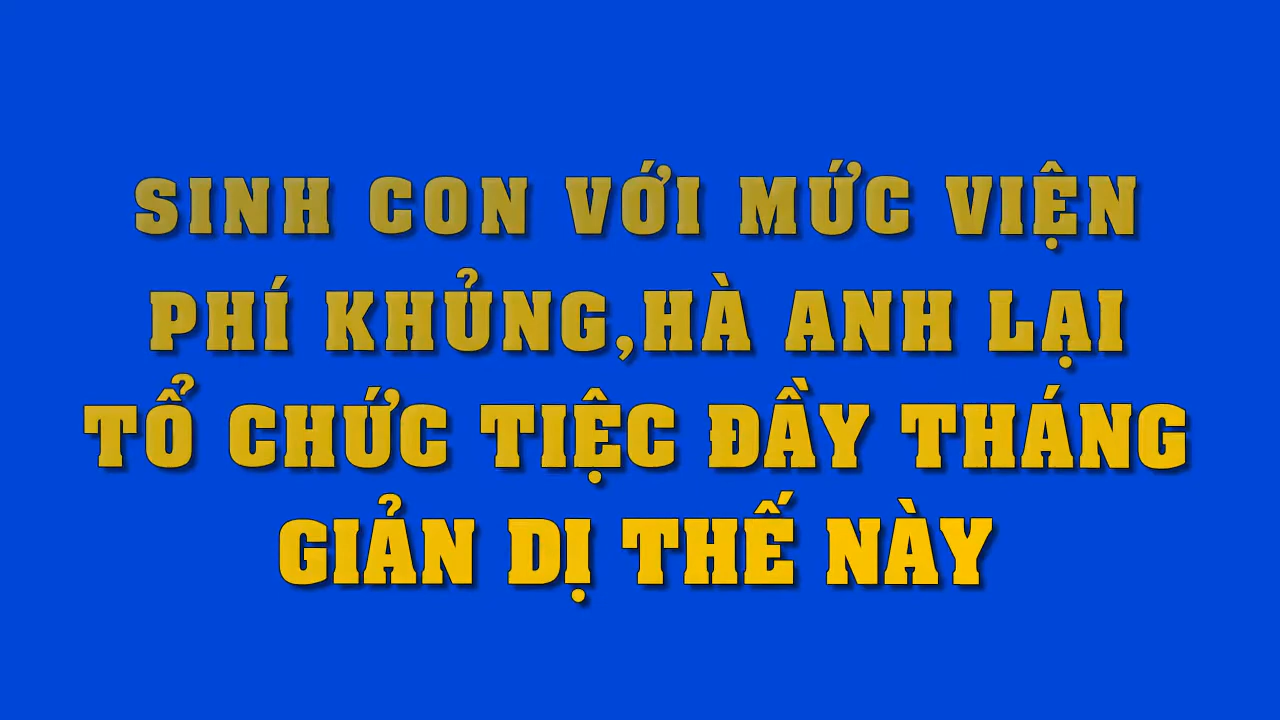 SINH CON VỚI MỨC VIỆN
PHÍ KHỦNG,HÀ ANH LẠI
TỔ CHỨC TIỆC ĐẦY THÁNG
GIẢN DỊ THẾ NÀY